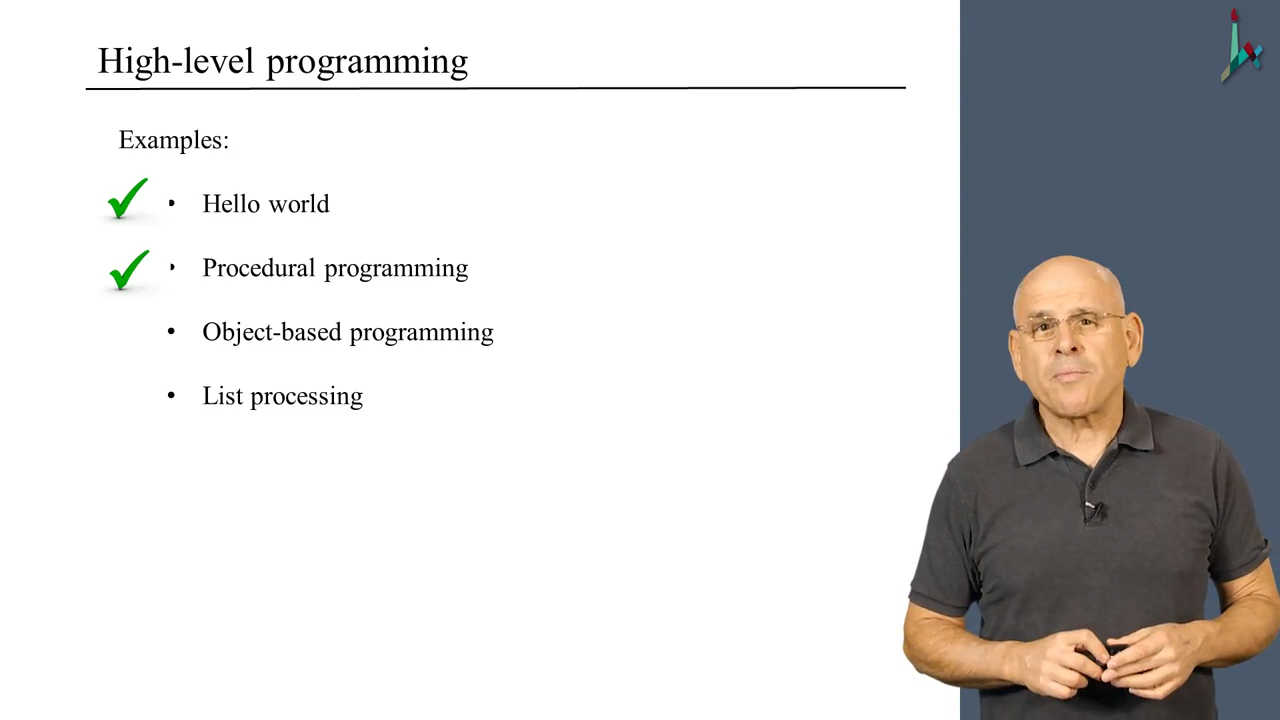 High-level programming
Examples:
• Hello world
• Procedural programming
• Object-based programming
• List processing